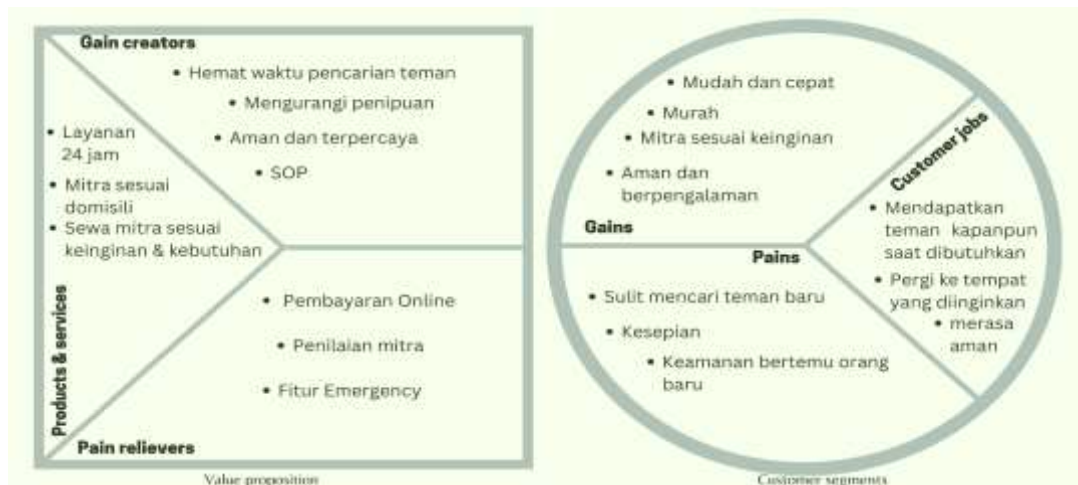 Gain creators
• Hemat waktu pencarian teman
• Mengurangi penipuan
• Aman dan terpercaya
• SOP
• Layanan
24 jam
• Mitra sesuai
domisili
• Sewa mitra sesuai
keinginan & kebutuhan
Products & services
• Pembayaran Online
• Penilaian mitra
• Fitur Emergency
Pain relievers
Value proposition
• Mudah dan cepat
• Murah
• Mitra sesuai keinginan
• Aman dan
berpengalaman
Gains
Customer jobs
• Mendapatkan
teman kapanpun
saat dibutuhkan
• Pergi ke tempat
yang diinginkan
• merasa
aman
Pains
• Sulit mencari teman baru
• Kesepian
• Keamanan bertemu orang
baru
Customer segments